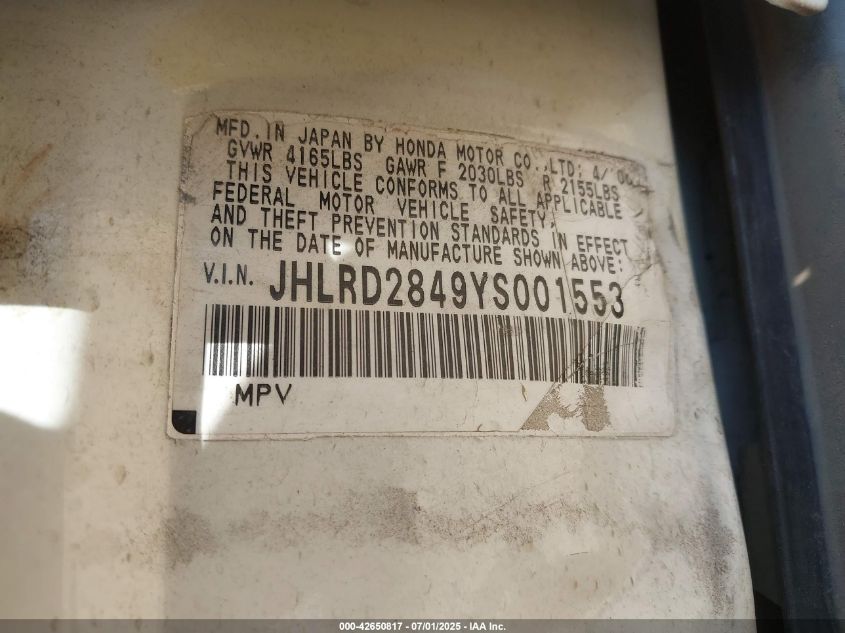 MFD. IN JAPAN BY HONDA MOTOR CO.,LTD; 4/
GVWR 4165LBS GAWR F 2030LBS R 2155LBS
THIS VEHICLE CONFORMS TO ALL APPLICABLE
FEDERAL MOTOR VEHICLE SAFETY,
AND THEFT PREVENTION STANDARDS IN EFFECT
ON THE DATE OF MANUFACTURE SHOWN ABOVE:
V.I.N. JHLRD2849YS001553
MPV
000-42650817 - 07/01/2025 - IAA Inc.